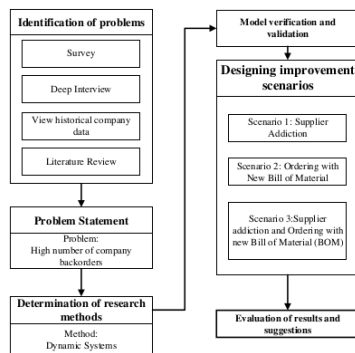 Identification of problems
Survey
Deep Interview
View historical company
data
Literature Review
Problem Statement
Problem:
High number of company
backorders
Determination of research
methods
Method:
Dynamic Systems
Model verification and
validation
Designing improvement
scenarios
Scenario 1: Supplier
Addiction
Scenario 2: Ordering with
New Bill of Material
Scenario 3:Supplier
addiction and Ordering with
new Bill of Material (BOM)
Evaluation of results and
suggestions